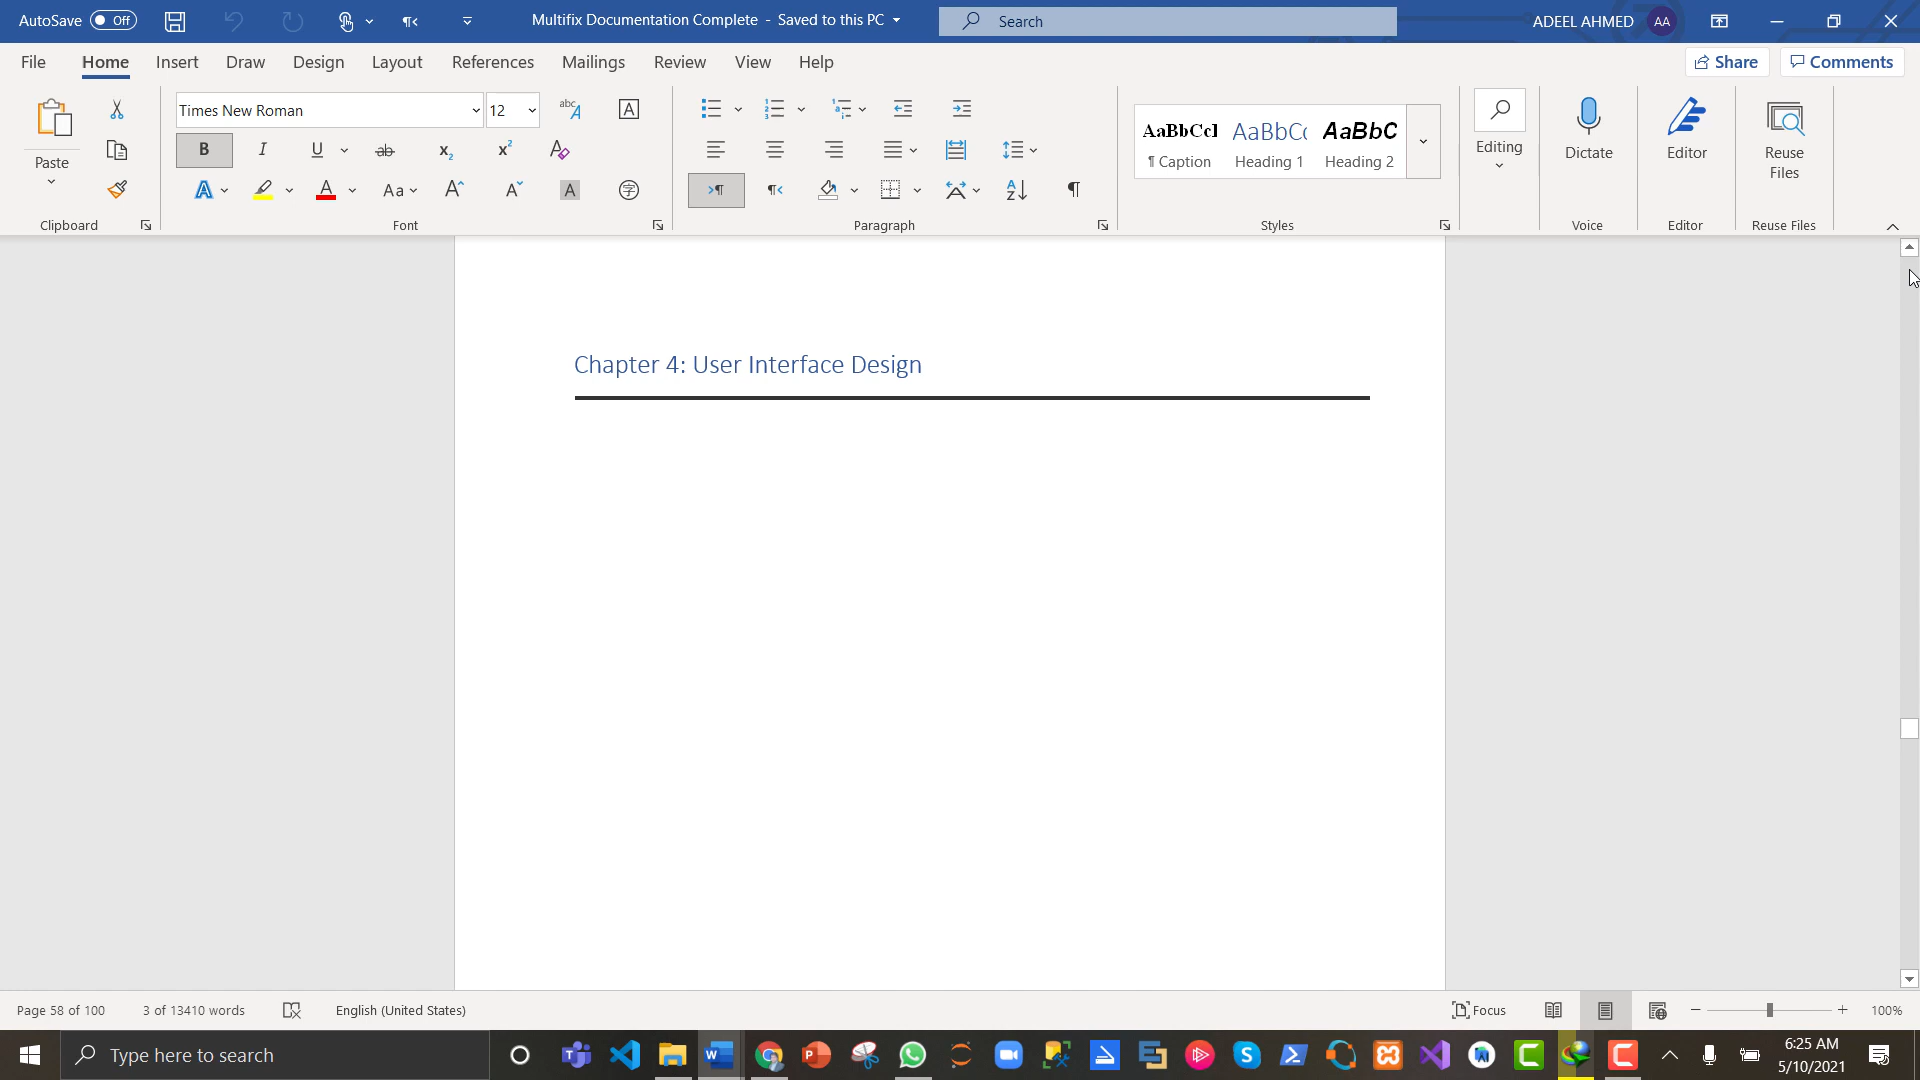 AutoSave Off Multifix Documentation Complete - Saved to this PC Search ADEEL AHMED AA
File Home Insert Draw Design Layout References Mailings Review View Help Share Comments
Times New Roman 12
Paste
AaBbCcI AaBbCc AaBbC
¶ Caption Heading 1 Heading 2
Editing Dictate Editor Reuse Files
Clipboard Font Paragraph Styles Voice Editor Reuse Files
Chapter 4: User Interface Design
Page 58 of 100 3 of 13410 words English (United States) Focus 100%
Type here to search 6:25 AM
5/10/2021